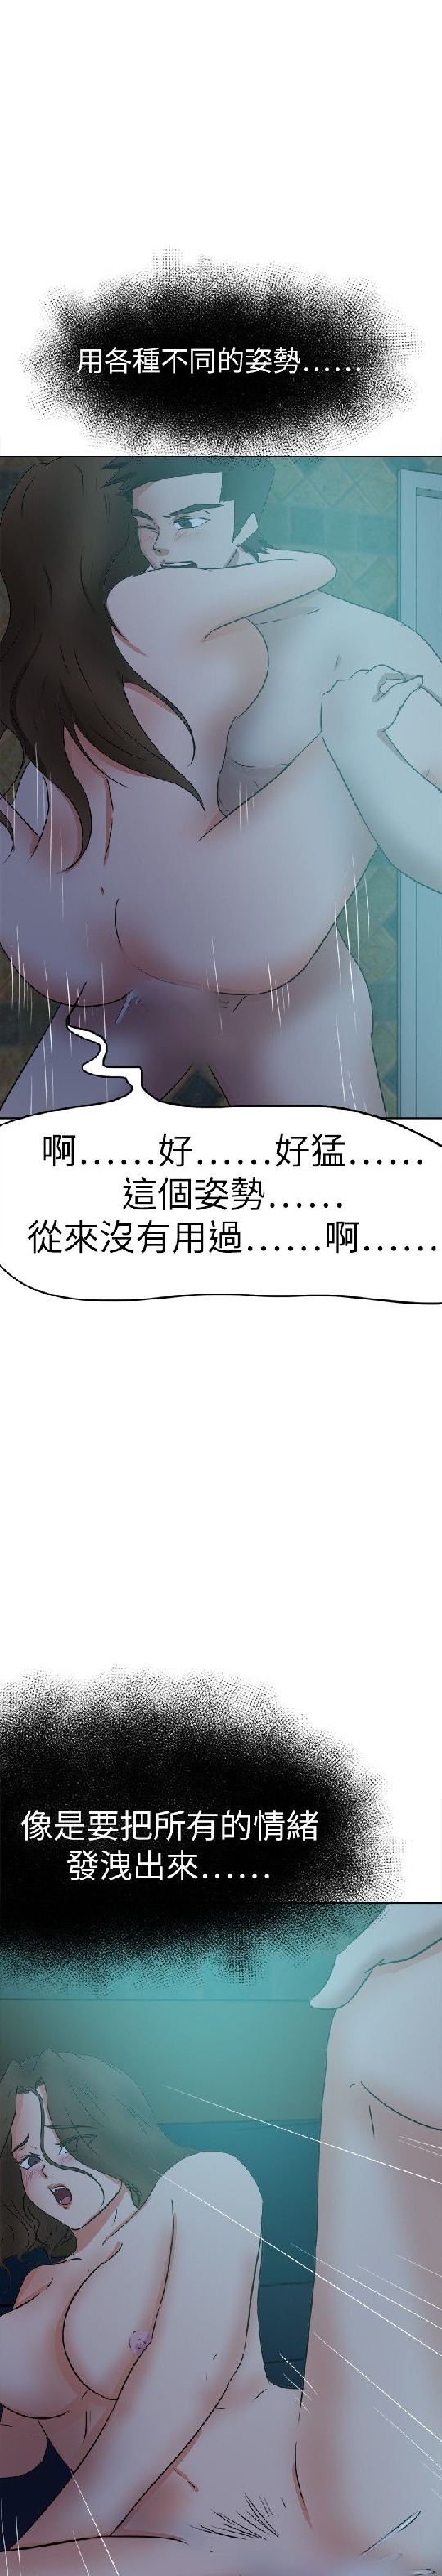 用各種不同的姿勢……
啊……好……好猛……
這個姿勢……
從來沒有用過……啊……
像是要把所有的情緒
發洩出來……